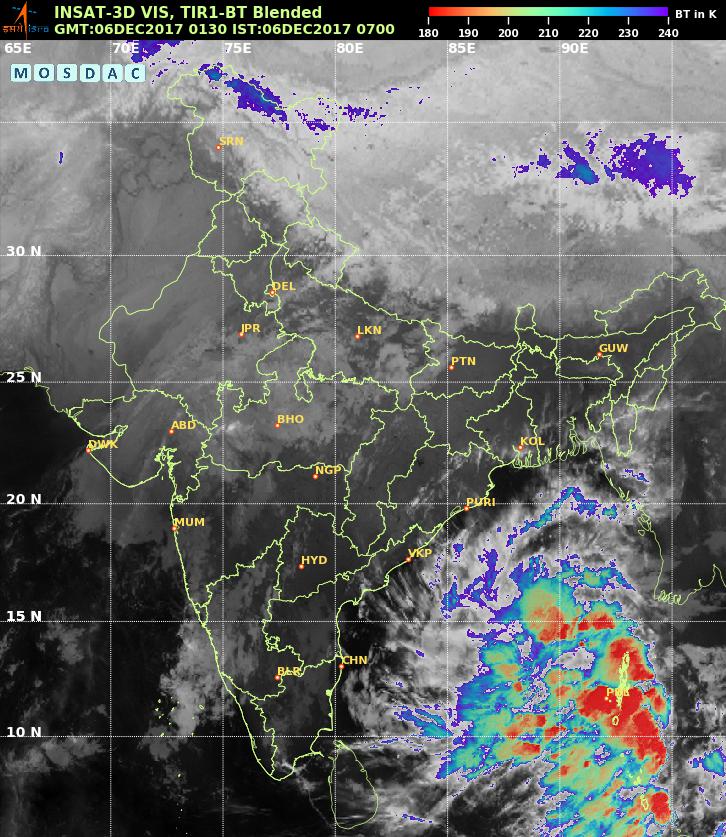 INSAT-3D VIS, TIR1-BT Blended
GMT:06DEC2017 0130 IST:06DEC2017 0700
BT in K
180 190 200 210 220 230 240
65E 70E 75E 80E 85E 90E
M O S D A C
SRN
30 N
DEL
JPR LKN
GUW
PTN
25 N
ABD BHO
DWK KOL
NGP
20 N
PURI
MUM
VKP
HYD
15 N
CHN
BLR
PBL
10 N